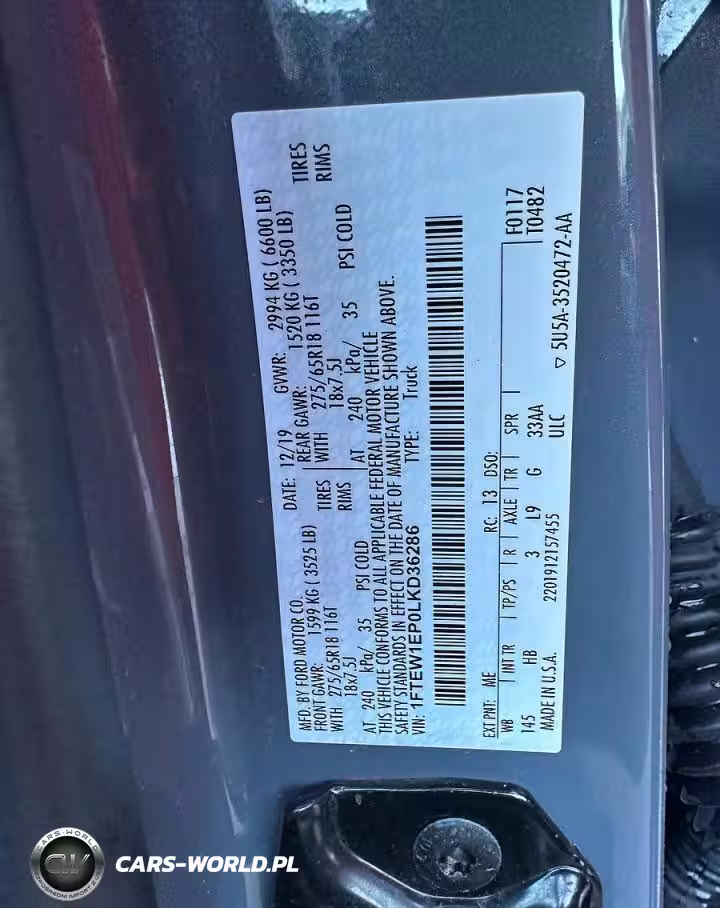 MFD. BY FORD MOTOR CO. DATE: 12/19 GVWR: 2994 KG ( 6600 LB)
FRONT GAWR: 1599 KG ( 3525 LB) REAR GAWR: 1520 KG ( 3350 LB)
WITH 275/65R18 116T TIRES WITH 275/65R18 116T TIRES
18x7.5J RIMS 18x7.5J RIMS
AT 240 kPa/ 35 PSI COLD AT 240 kPa/ 35 PSI COLD
THIS VEHICLE CONFORMS TO ALL APPLICABLE FEDERAL MOTOR VEHICLE
SAFETY STANDARDS IN EFFECT ON THE DATE OF MANUFACTURE SHOWN ABOVE.
VIN: 1FTEW1EP0LKD36286 TYPE: Truck
EXT PNT: ME RC: 13 DSO: F0117
T0482
WB INT TR TP/PS R AXLE TR SPR
145 HB 3 L9 G 33AA
ULC
MADE IN U.S.A. 2201912157455
5U5A-3520472-AA
CARS-WORLD
CW
CARS-WORLD.PL